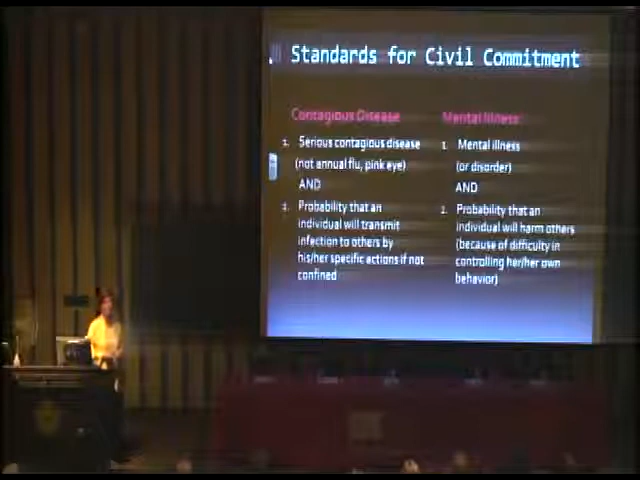 Standards for Civil Commitment
Contagious Disease
1. Serious contagious disease
(not annual flu, pink eye)
AND
2. Probability that an
individual will transmit
infection to others by
his/her specific actions if not
confined
Mental Illness
1. Mental illness
(or disorder)
AND
2. Probability that an
individual will harm others
(because of difficulty in
controlling her/her own
behavior)